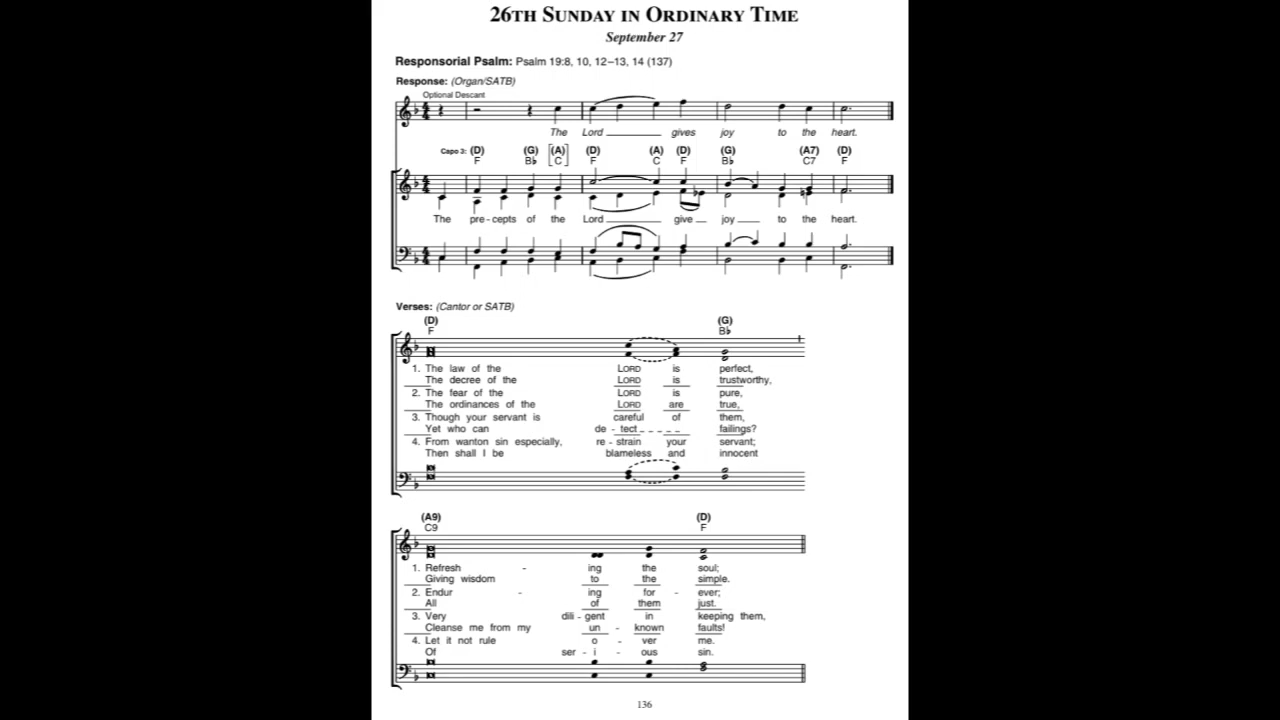 26TH SUNDAY IN ORDINARY TIME
September 27
Responsorial Psalm: Psalm 19:8, 10, 12–13, 14 (137)
Response: (Organ/SATB)
Optional Descant
The Lord ________ gives joy to the heart.
Capo 3: (D) (G) [(A)] (D) (A) (D) (G) (A7) (D)
F B♭ [C] F C F B♭ C7 F
The pre - cepts of the Lord ________ give __ joy ____ to the heart.
Verses: (Cantor or SATB)
(D) (G)
F B♭
1. The law of the LORD is perfect,
The decree of the LORD is trustworthy,
2. The fear of the LORD is pure,
The ordinances of the LORD are true,
3. Though your servant is careful of them,
Yet who can de - tect _ _ _ _ _ failings?
4. From wanton sin especially, re - strain your servant;
Then shall I be blameless and innocent
(A9) (D)
C9 F
1. Refresh - ing the soul;
Giving wisdom to the simple.
2. Endur - ing for - ever;
All of them just.
3. Very dili - gent in keeping them,
Cleanse me from my un - known faults!
4. Let it not rule o - ver me.
Of ser - i - ous sin.
136